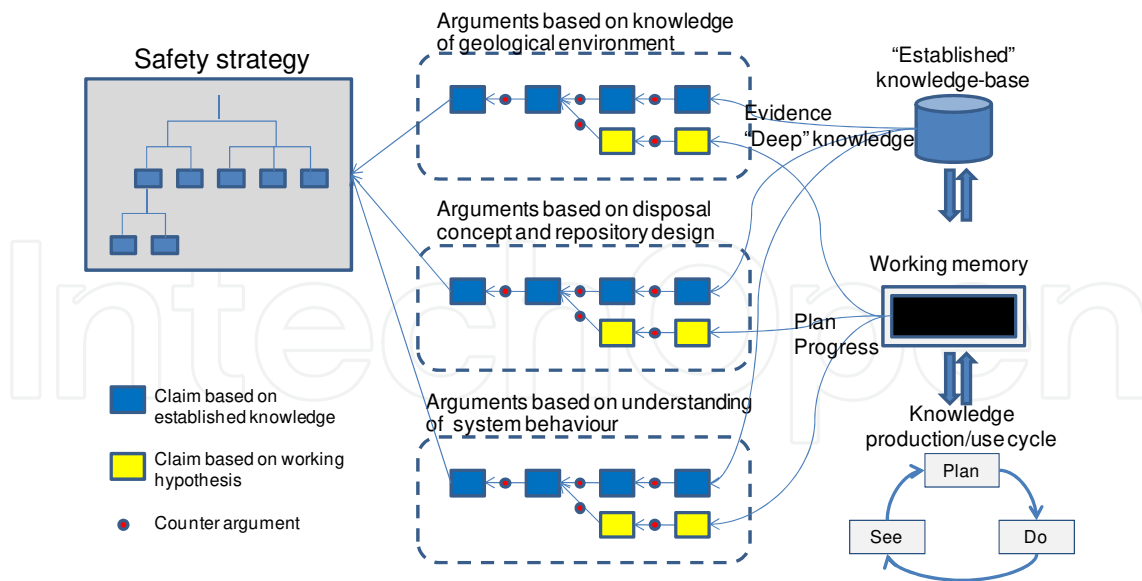 Safety strategy
Arguments based on knowledge
of geological environment
"Established"
knowledge-base
Evidence
"Deep" knowledge
Arguments based on disposal
concept and repository design
Working memory
Plan
Progress
Claim based on
established knowledge
Claim based on working
hypothesis
Counter argument
Arguments based on understanding
of system behaviour
Knowledge
production/use cycle
Plan
See
Do
IntechOpen